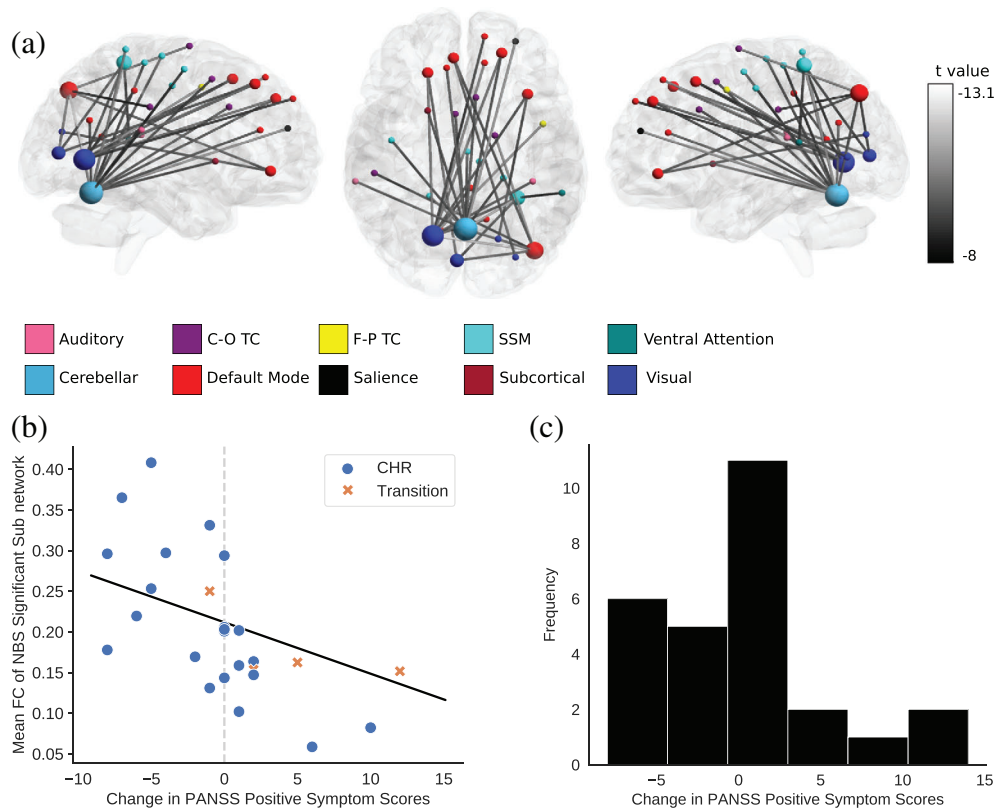 (a)
t value
-13.1
-8
Auditory
C-O TC
F-P TC
SSM
Ventral Attention
Cerebellar
Default Mode
Salience
Subcortical
Visual
(b)
Mean FC of NBS Significant Sub network
0.40
0.35
0.30
0.25
0.20
0.15
0.10
0.05
CHR
Transition
−10
−5
0
5
10
15
Change in PANSS Positive Symptom Scores
(c)
Frequency
10
8
6
4
2
0
−5
0
5
10
15
Change in PANSS Positive Symptom Scores